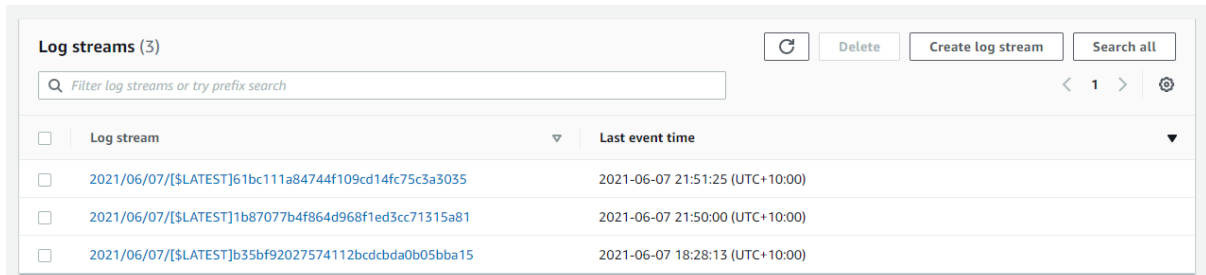 Log streams (3) Delete Create log stream Search all
Filter log streams or try prefix search 1
Log stream Last event time
2021/06/07/[$LATEST]61bc111a84744f109cd14fc75c3a3035 2021-06-07 21:51:25 (UTC+10:00)
2021/06/07/[$LATEST]1b87077b4f864d968f1ed3cc71315a81 2021-06-07 21:50:00 (UTC+10:00)
2021/06/07/[$LATEST]b35bf92027574112bcdcbda0b05bba15 2021-06-07 18:28:13 (UTC+10:00)